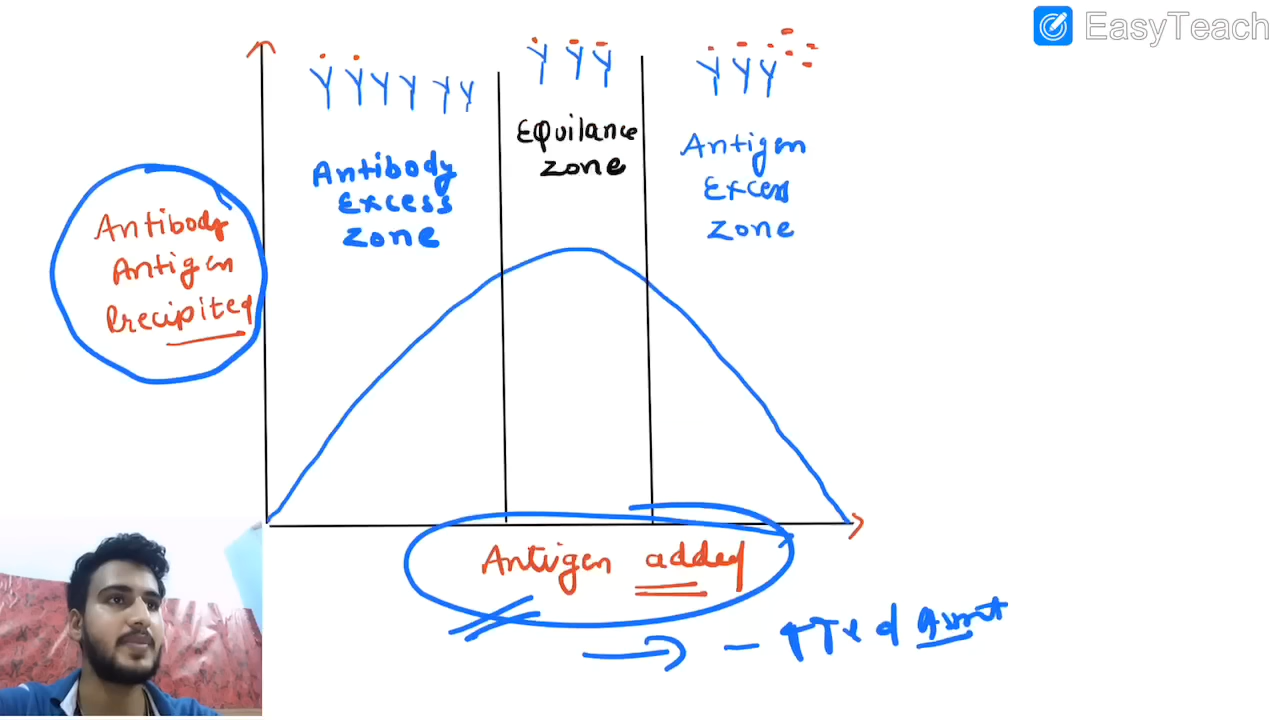 EasyTeach
Equilance
zone
Antibody
Excess
zone
Antigen
Excess
zone
Antibody
Antigen
Precipited
Antigen added